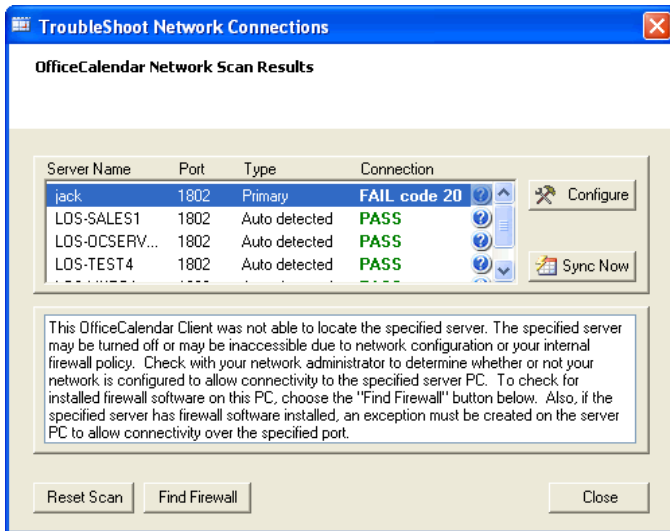 TroubleShoot Network Connections
OfficeCalendar Network Scan Results
Server Name Port Type Connection
jack 1802 Primary FAIL code 20
Configure
LOS-SALES1 1802 Auto detected PASS
LOS-OCSERV... 1802 Auto detected PASS
LOS-TEST4 1802 Auto detected PASS
Sync Now
This OfficeCalendar Client was not able to locate the specified server. The specified server
may be turned off or may be inaccessible due to network configuration or your internal
firewall policy. Check with your network administrator to determine whether or not your
network is configured to allow connectivity to the specified server PC. To check for
installed firewall software on this PC, choose the "Find Firewall" button below. Also, if the
specified server has firewall software installed, an exception must be created on the server
PC to allow connectivity over the specified port.
Reset Scan Find Firewall Close